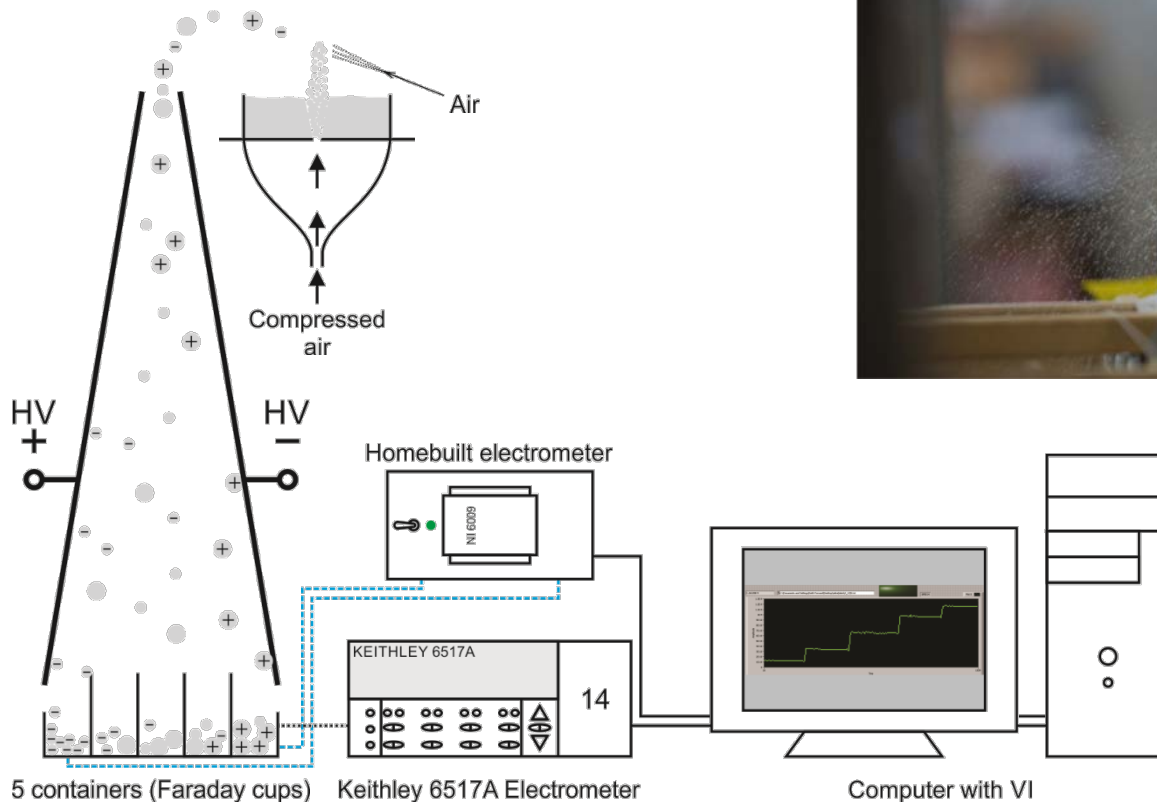 Air
Compressed
air
HV
+
HV
−
Homebuilt electrometer
NI 6009
KEITHLEY 6517A
14
5 containers (Faraday cups)
Keithley 6517A Electrometer
Computer with VI